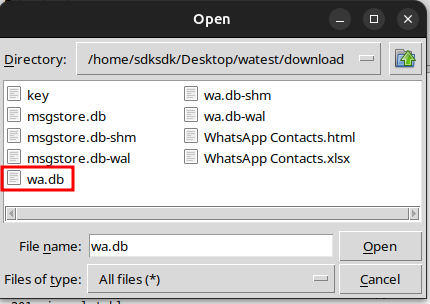 Open
Directory: /home/sdksdk/Desktop/watest/download
key
msgstore.db
msgstore.db-shm
msgstore.db-wal
wa.db
wa.db-shm
wa.db-wal
WhatsApp Contacts.html
WhatsApp Contacts.xlsx
File name: wa.db Open
Files of type: All files (*) Cancel